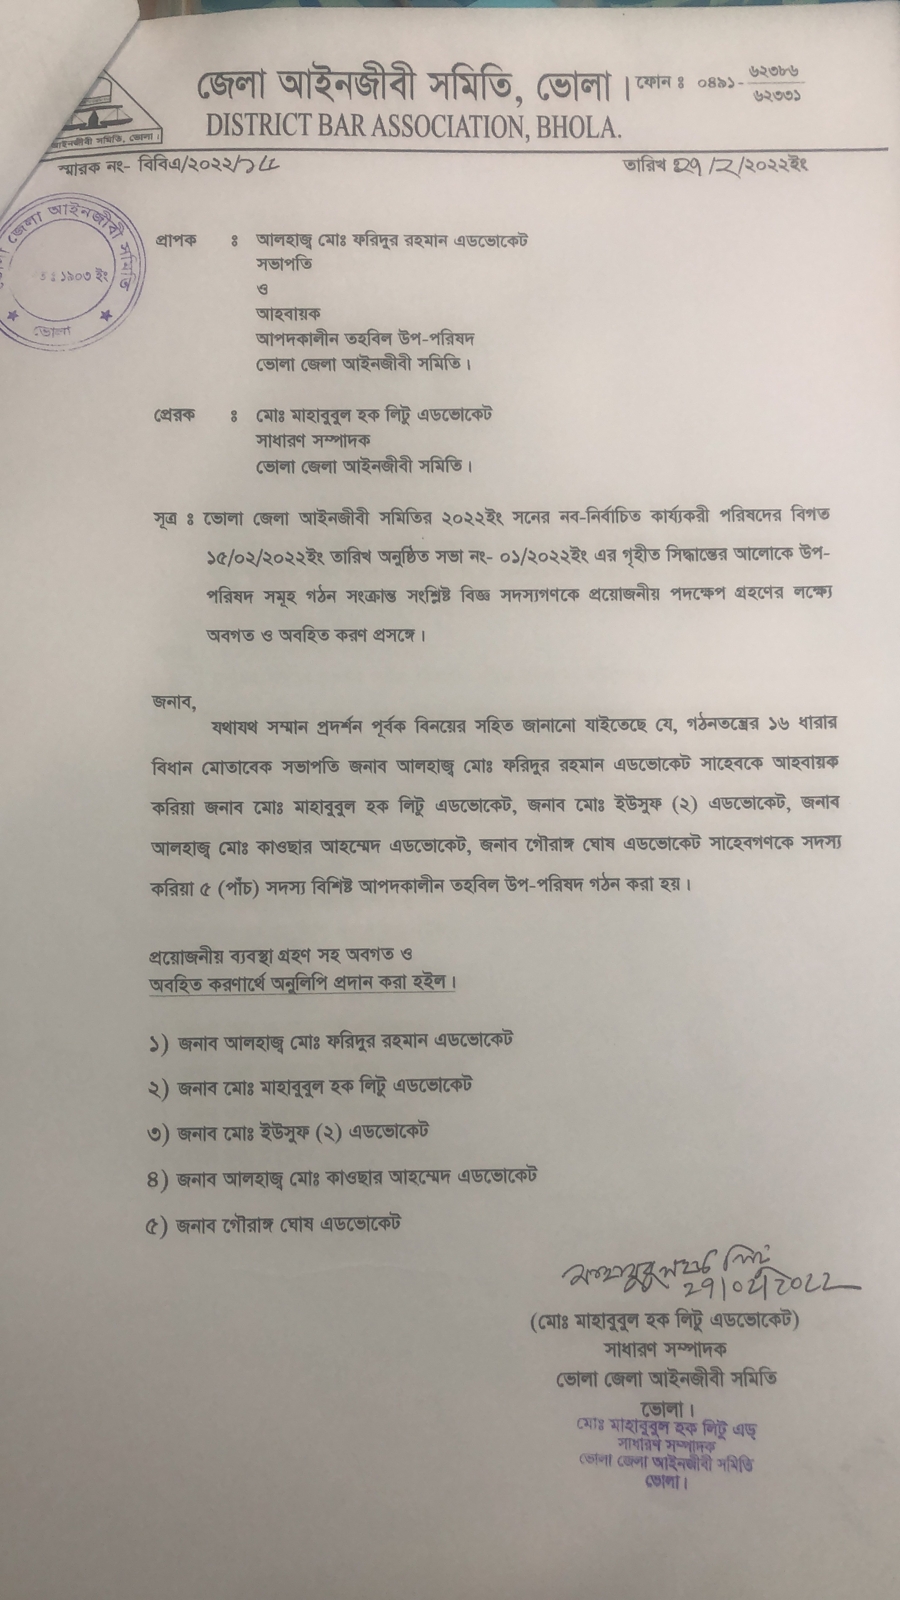 জেলা আইনজীবী সমিতি, ভোলা। ফোন ঃ ০৪৯১- ৬২৩৮৬
৬২৩৩১
DISTRICT BAR ASSOCIATION, BHOLA.
আইনজীবী সমিতি, ভোলা।
স্মারক নং- বিবিএ/২০২২/
তারিখ /২০২২ইং
জেলা আইনজীবী সমিতি
১৯০৩ ইং
ভোলা
প্রাপক ঃ আলহাজ্ব মোঃ ফরিদুর রহমান এডভোকেট
সভাপতি
ও
আহবায়ক
আপদকালীন তহবিল উপ-পরিষদ
ভোলা জেলা আইনজীবী সমিতি।
প্রেরক ঃ মোঃ মাহাবুবুল হক লিটু এডভোকেট
সাধারণ সম্পাদক
ভোলা জেলা আইনজীবী সমিতি।
সূত্র ঃ ভোলা জেলা আইনজীবী সমিতির ২০২২ইং সনের নব-নির্বাচিত কার্য্যকরী পরিষদের বিগত
১৫/০২/২০২২ইং তারিখ অনুষ্ঠিত সভা নং- ০১/২০২২ইং এর গৃহীত সিদ্ধান্তের আলোকে উপ-
পরিষদ সমূহ গঠন সংক্রান্ত সংশ্লিষ্ট বিজ্ঞ সদস্যগণকে প্রয়োজনীয় পদক্ষেপ গ্রহণের লক্ষ্যে
অবগত ও অবহিত করণ প্রসঙ্গে।
জনাব,
যথাযথ সম্মান প্রদর্শন পূর্বক বিনয়ের সহিত জানানো যাইতেছে যে, গঠনতন্ত্রের ১৬ ধারার
বিধান মোতাবেক সভাপতি জনাব আলহাজ্ব মোঃ ফরিদুর রহমান এডভোকেট সাহেবকে আহবায়ক
করিয়া জনাব মোঃ মাহাবুবুল হক লিটু এডভোকেট, জনাব মোঃ ইউসুফ (২) এডভোকেট, জনাব
আলহাজ্ব মোঃ কাওছার আহম্মেদ এডভোকেট, জনাব গৌরাঙ্গ ঘোষ এডভোকেট সাহেবগণকে সদস্য
করিয়া ৫ (পাঁচ) সদস্য বিশিষ্ট আপদকালীন তহবিল উপ-পরিষদ গঠন করা হয়।
প্রয়োজনীয় ব্যবস্থা গ্রহণ সহ অবগত ও
অবহিত করণার্থে অনুলিপি প্রদান করা হইল।
১) জনাব আলহাজ্ব মোঃ ফরিদুর রহমান এডভোকেট
২) জনাব মোঃ মাহাবুবুল হক লিটু এডভোকেট
৩) জনাব মোঃ ইউসুফ (২) এডভোকেট
৪) জনাব আলহাজ্ব মোঃ কাওছার আহম্মেদ এডভোকেট
৫) জনাব গৌরাঙ্গ ঘোষ এডভোকেট
(মোঃ মাহাবুবুল হক লিটু এডভোকেট)
সাধারণ সম্পাদক
ভোলা জেলা আইনজীবী সমিতি
ভোলা।
মোঃ মাহাবুবুল হক লিটু এড্
সাধারণ সম্পাদক
ভোলা জেলা আইনজীবী সমিতি
ভোলা।